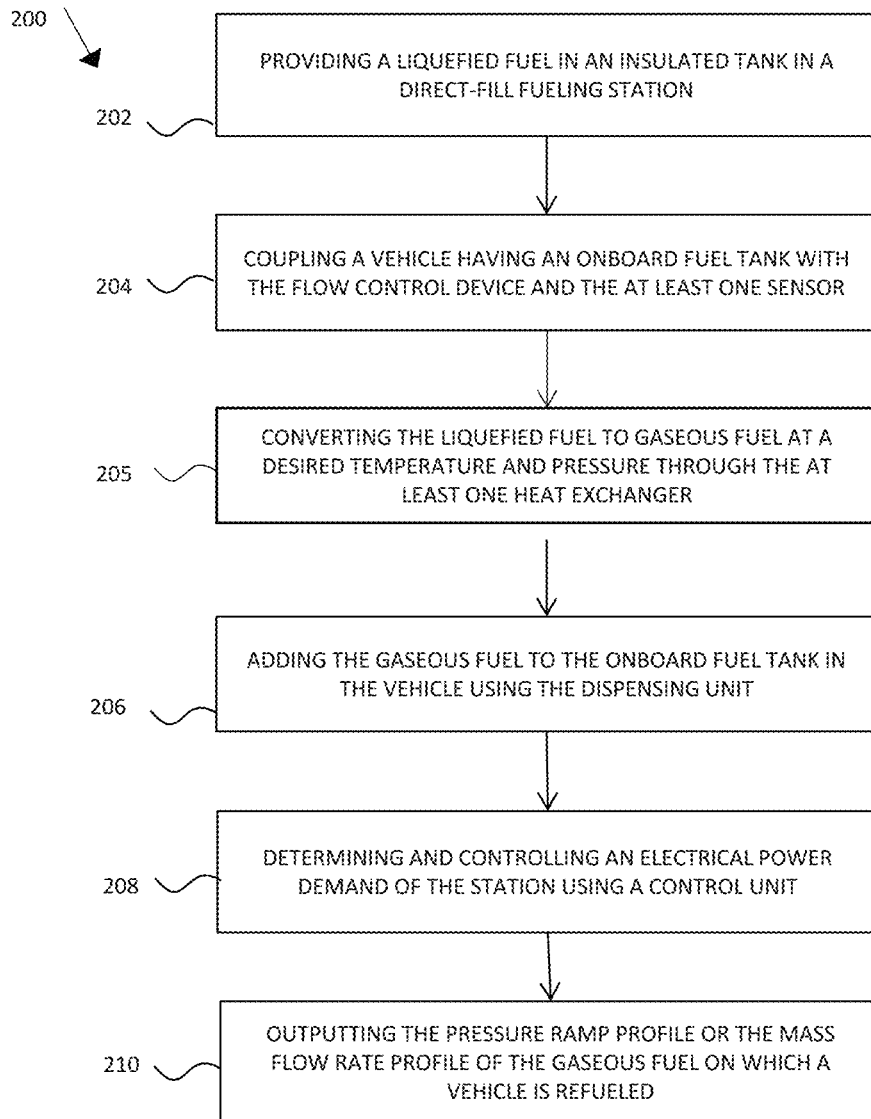 200
PROVIDING A LIQUEFIED FUEL IN AN INSULATED TANK IN A
DIRECT-FILL FUELING STATION
202
COUPLING A VEHICLE HAVING AN ONBOARD FUEL TANK WITH
THE FLOW CONTROL DEVICE AND THE AT LEAST ONE SENSOR
204
CONVERTING THE LIQUEFIED FUEL TO GASEOUS FUEL AT A
DESIRED TEMPERATURE AND PRESSURE THROUGH THE AT
LEAST ONE HEAT EXCHANGER
205
ADDING THE GASEOUS FUEL TO THE ONBOARD FUEL TANK IN
THE VEHICLE USING THE DISPENSING UNIT
206
DETERMINING AND CONTROLLING AN ELECTRICAL POWER
DEMAND OF THE STATION USING A CONTROL UNIT
208
OUTPUTTING THE PRESSURE RAMP PROFILE OR THE MASS
FLOW RATE PROFILE OF THE GASEOUS FUEL ON WHICH A
VEHICLE IS REFUELED
210